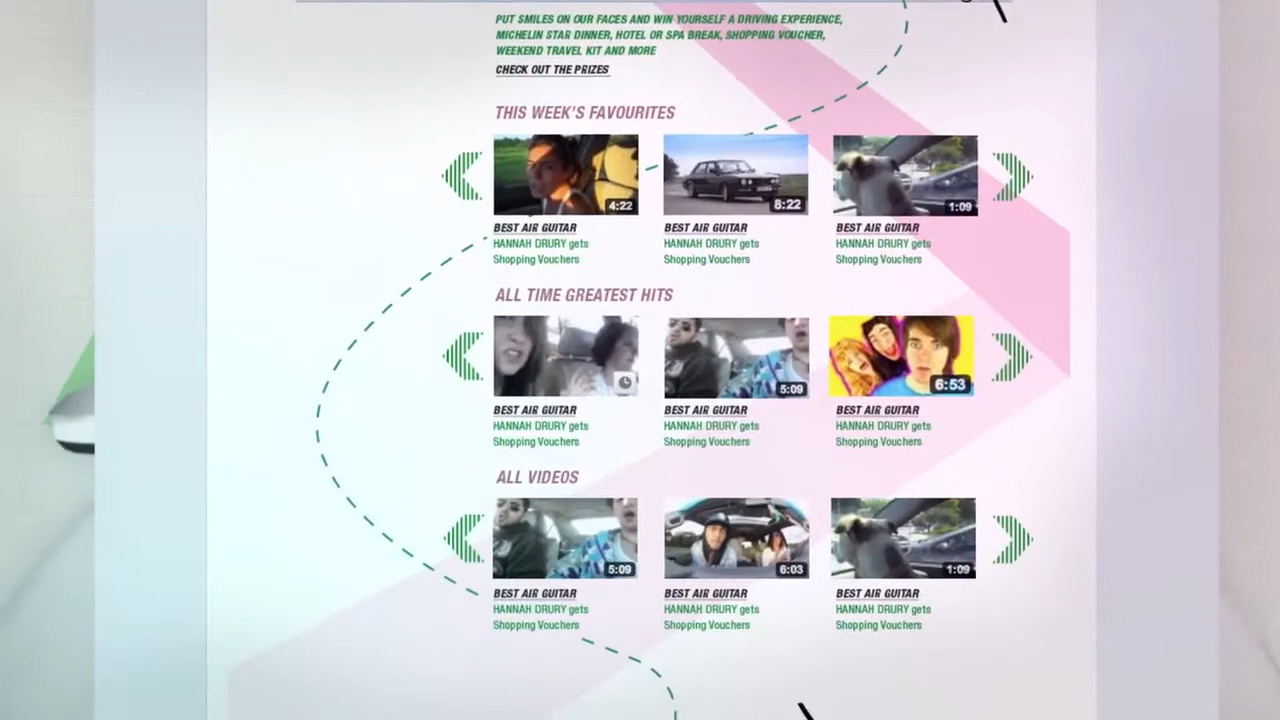 PUT SMILES ON OUR FACES AND WIN YOURSELF A DRIVING EXPERIENCE,
MICHELIN STAR DINNER, HOTEL OR SPA BREAK, SHOPPING VOUCHER,
WEEKEND TRAVEL KIT AND MORE
CHECK OUT THE PRIZES
THIS WEEK'S FAVOURITES
4:22 8:22 1:09
BEST AIR GUITAR BEST AIR GUITAR BEST AIR GUITAR
HANNAH DRURY gets HANNAH DRURY gets HANNAH DRURY gets
Shopping Vouchers Shopping Vouchers Shopping Vouchers
ALL TIME GREATEST HITS
5:09 6:53
BEST AIR GUITAR BEST AIR GUITAR BEST AIR GUITAR
HANNAH DRURY gets HANNAH DRURY gets HANNAH DRURY gets
Shopping Vouchers Shopping Vouchers Shopping Vouchers
ALL VIDEOS
5:09 6:03 1:09
BEST AIR GUITAR BEST AIR GUITAR BEST AIR GUITAR
HANNAH DRURY gets HANNAH DRURY gets HANNAH DRURY gets
Shopping Vouchers Shopping Vouchers Shopping Vouchers